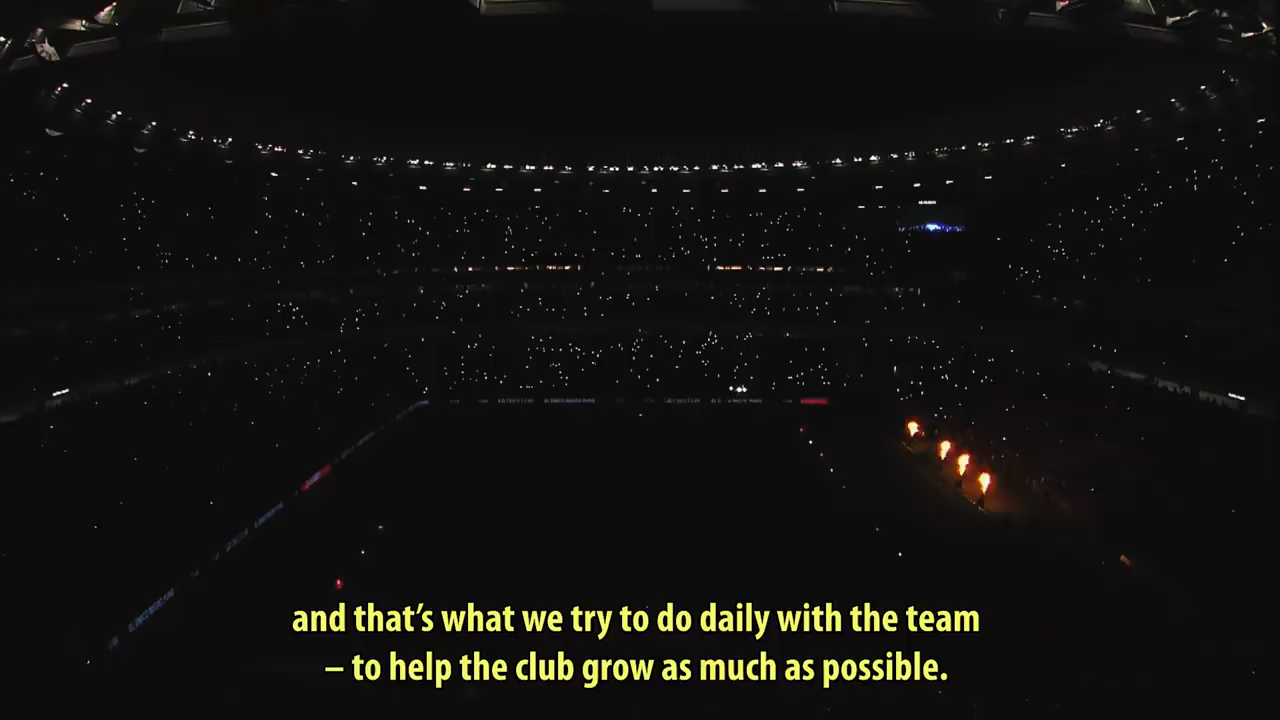 and that’s what we try to do daily with the team
– to help the club grow as much as possible.